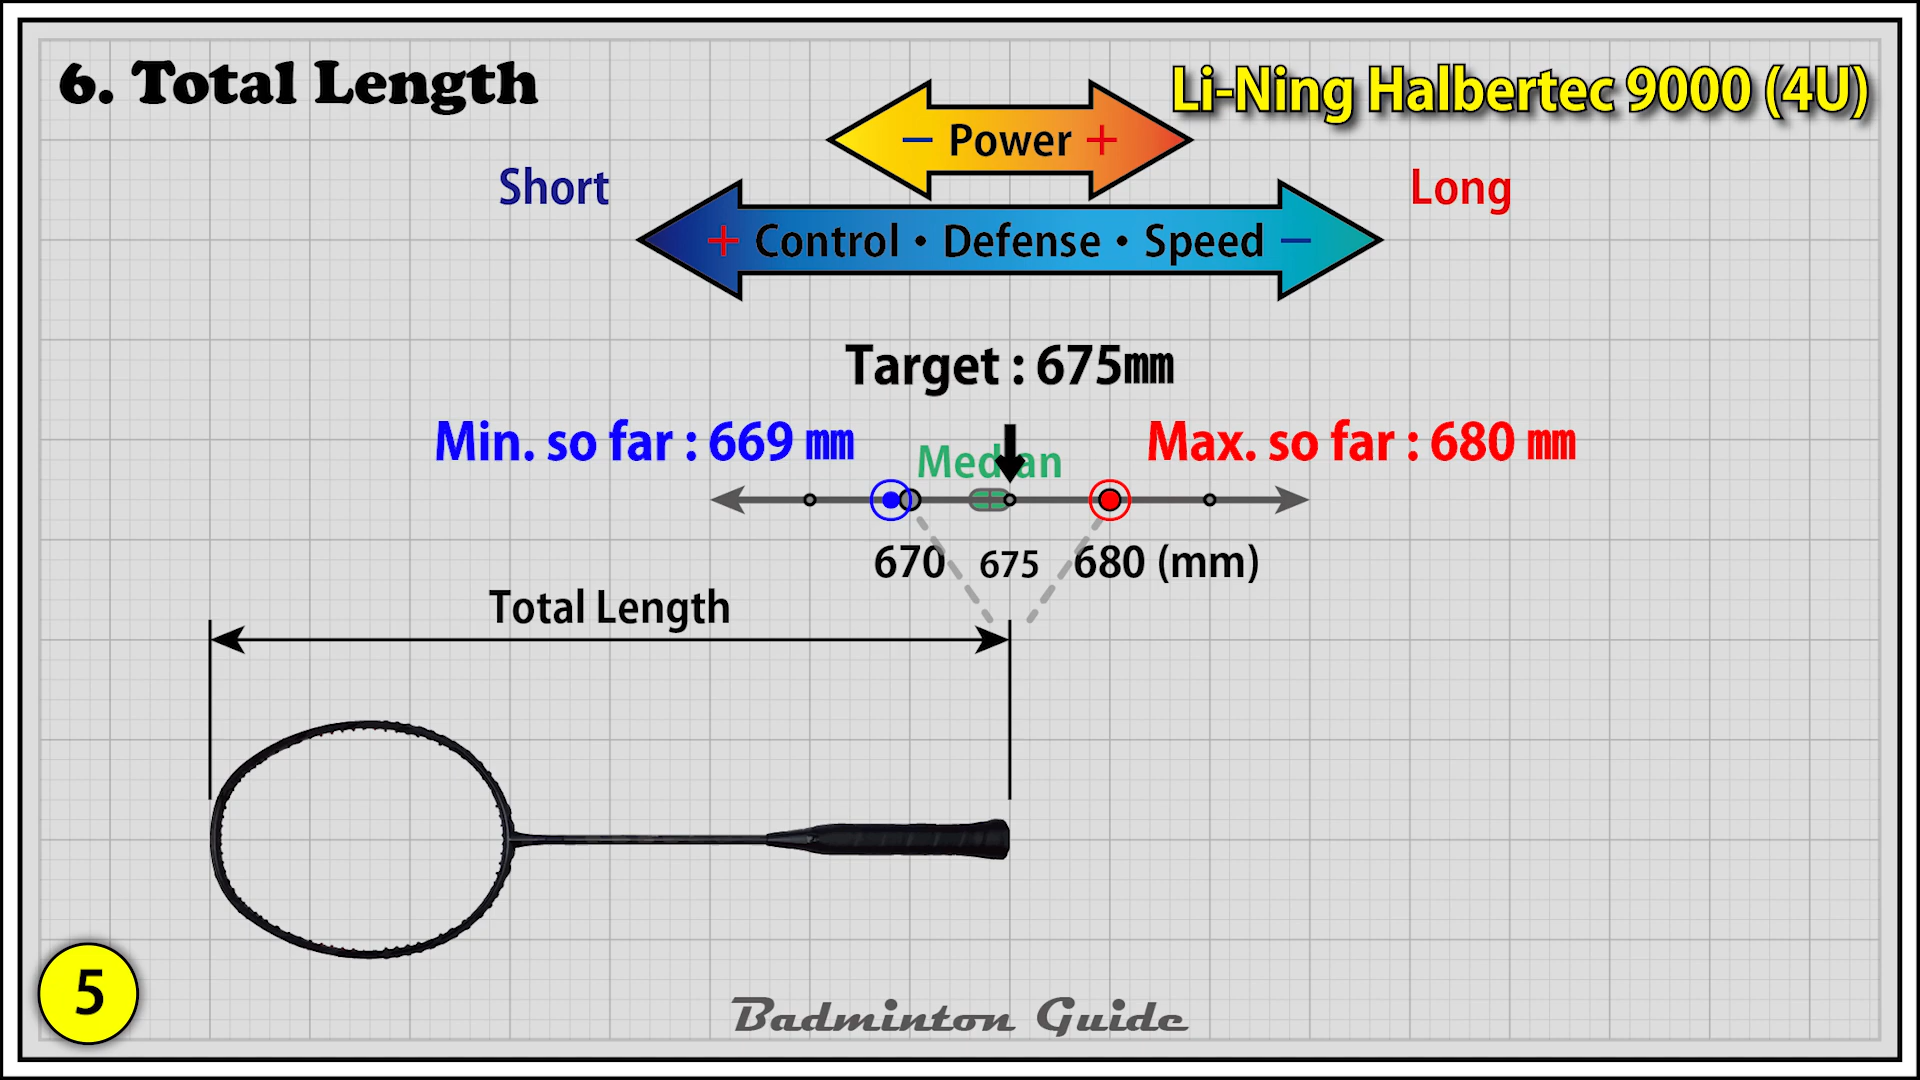 6. Total Length
Li-Ning Halbertec 9000 (4U)
− Power +
Short
Long
+ Control • Defense • Speed −
Target : 675㎜
Min. so far : 669 ㎜
Max. so far : 680 ㎜
Median
670
675
680 (mm)
Total Length
5
Badminton Guide